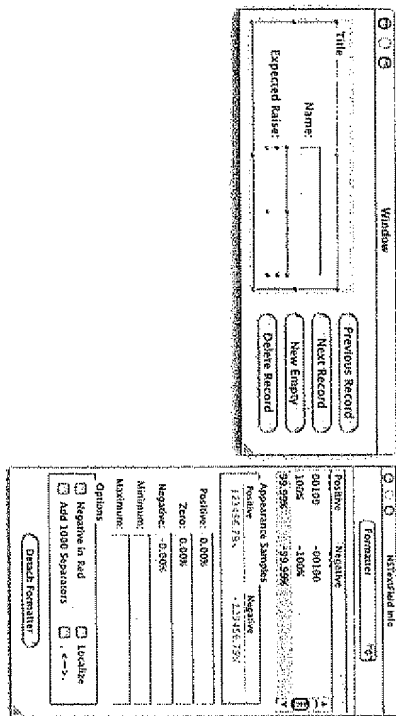 Window
Title
Name:
Expected Raise:
Previous Record
Next Record
New Empty
Delete Record
NSTextField Info
Formatter
Positive Negative
00100 -00100
100% -100%
99.99% -99.99%
Appearance Samples
Positive Negative
Positive: 0.00%
Zero: 0.00%
Negative: -0.00%
Minimum:
Maximum:
Options
Negative in Red Localize
Add 1000 Separators , <—> .
Detach Formatter